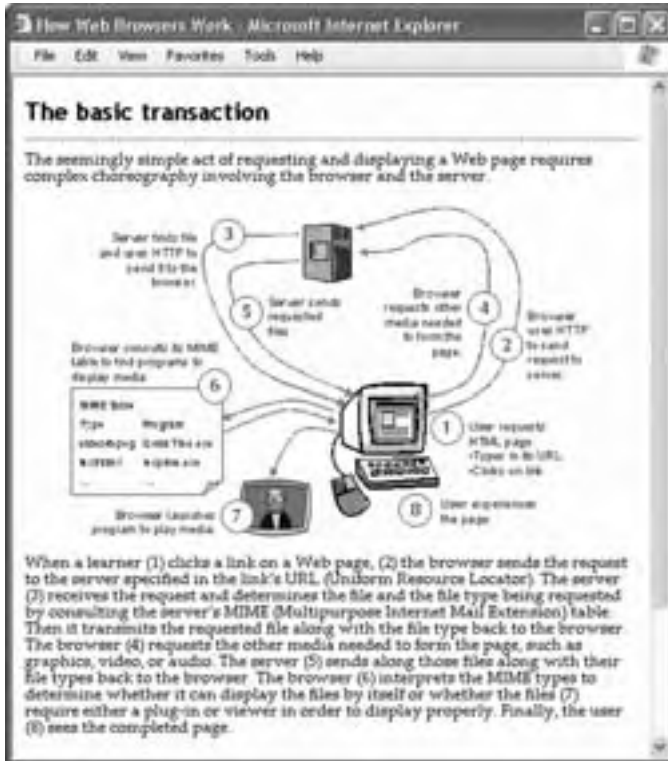 How Web Browsers Work - Microsoft Internet Explorer
File Edit View Favorites Tools Help
The basic transaction
The seemingly simple act of requesting and displaying a Web page requires
complex choreography involving the browser and the server.
3
Server finds file
and uses HTTP to
send it to the
browser.
5
Server sends
requested
files
Browser
requests other
media needed
to form the
page.
4
2
Browser
uses HTTP
to send
request to
server.
Browser consults its MIME
table to find programs to
display media
6
MIME table
Type Program
1
User requests
HTML page
•Types in its URL
•Clicks on link
Browser launches
program to play media.
7
8
User experiences
the page
When a learner (1) clicks a link on a Web page, (2) the browser sends the request
to the server specified in the link's URL (Uniform Resource Locator). The server
(3) receives the request and determines the file and the file type being requested
by consulting the server's MIME (Multipurpose Internet Mail Extension) table.
Then it transmits the requested file along with the file type back to the browser.
The browser (4) requests the other media needed to form the page, such as
graphics, video, or audio. The server (5) sends along those files along with their
file types back to the browser. The browser (6) interprets the MIME types to
determine whether it can display the files by itself or whether the files (7)
require either a plug-in or viewer in order to display properly. Finally, the user
(8) sees the completed page.